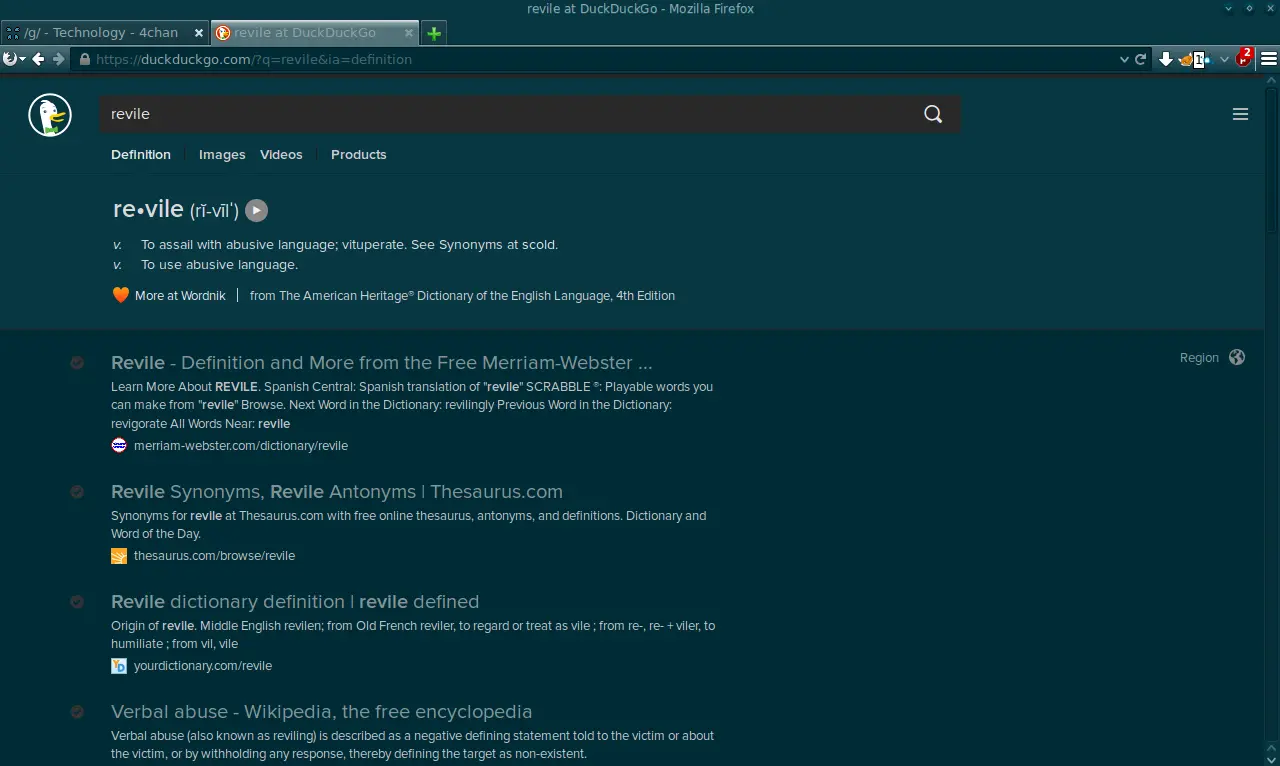 revile at DuckDuckGo - Mozilla Firefox
/g/ - Technology - 4chan
revile at DuckDuckGo
https://duckduckgo.com/?q=revile&ia=definition
2
revile
Definition
Images
Videos
Products
re•vile (rĭ-vīlʹ)
v. To assail with abusive language; vituperate. See Synonyms at scold.
v. To use abusive language.
More at Wordnik | from The American Heritage® Dictionary of the English Language, 4th Edition
Revile - Definition and More from the Free Merriam-Webster ...
Region
Learn More About REVILE. Spanish Central: Spanish translation of "revile" SCRABBLE ®: Playable words you
can make from "revile" Browse. Next Word in the Dictionary: revilingly Previous Word in the Dictionary:
revigorate All Words Near: revile
merriam-webster.com/dictionary/revile
Revile Synonyms, Revile Antonyms | Thesaurus.com
Synonyms for revile at Thesaurus.com with free online thesaurus, antonyms, and definitions. Dictionary and
Word of the Day.
thesaurus.com/browse/revile
Revile dictionary definition | revile defined
Origin of revile. Middle English revilen; from Old French reviler, to regard or treat as vile ; from re-, re- + viler, to
humiliate ; from vil, vile
YD
yourdictionary.com/revile
Verbal abuse - Wikipedia, the free encyclopedia
Verbal abuse (also known as reviling) is described as a negative defining statement told to the victim or about
the victim, or by withholding any response, thereby defining the target as non-existent.